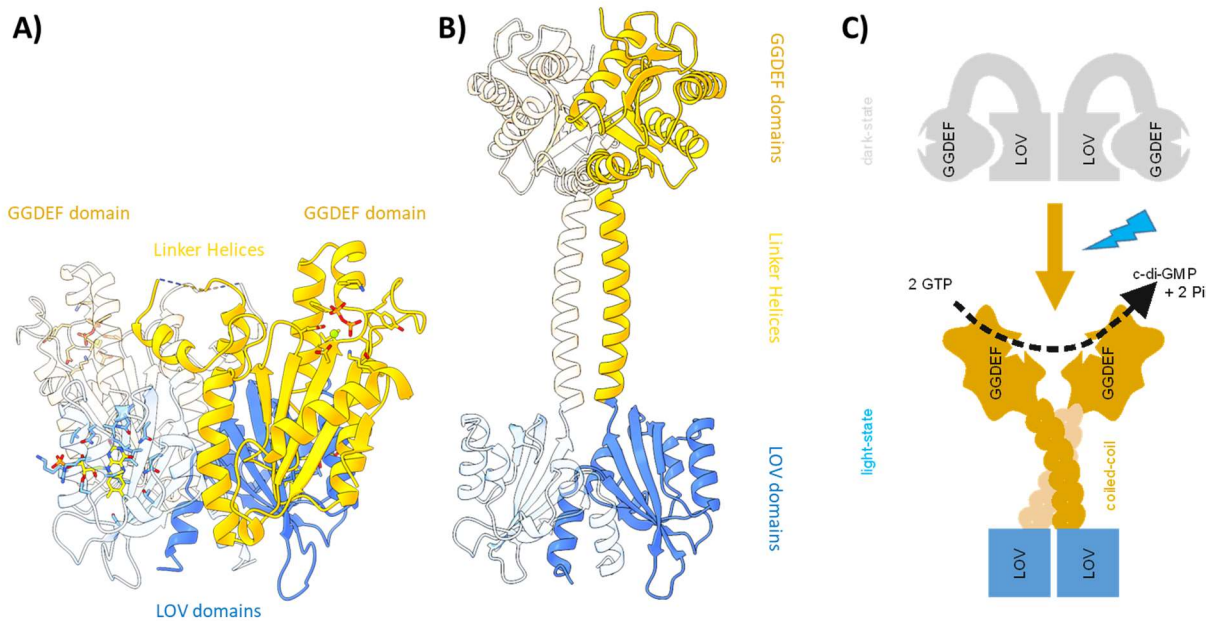 A)
GGDEF domain
GGDEF domain
Linker Helices
LOV domains
B)
GGDEF domains
Linker Helices
LOV domains
C)
dark-state
GGDEF
LOV
LOV
GGDEF
2 GTP
c-di-GMP
+ 2 Pi
GGDEF
GGDEF
light-state
coiled-coil
LOV
LOV